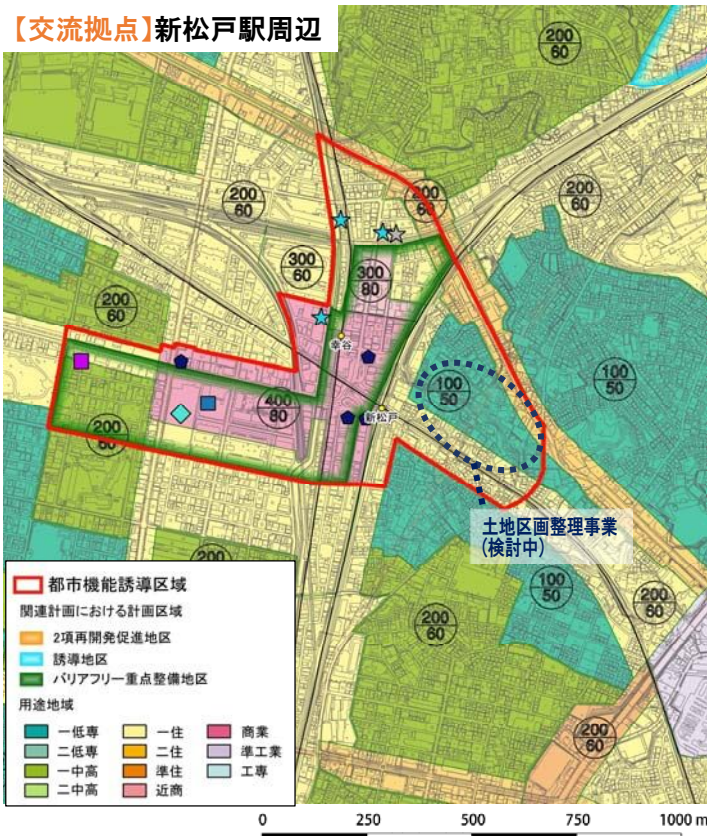 【交流拠点】新松戸駅周辺
200
60
200
60
200
60
200
60
300
60
300
80
200
60
幸谷
100
50
100
50
400
80
新松戸
200
60
土地区画整理事業
(検討中)
200
100
50
200
60
200
60
200
60
都市機能誘導区域
関連計画における計画区域
2項再開発促進地区
誘導地区
バリアフリー重点整備地区
用途地域
一低専 一住 商業
二低専 二住 準工業
一中高 準住 工専
二中高 近商
0 250 500 750 1000 m